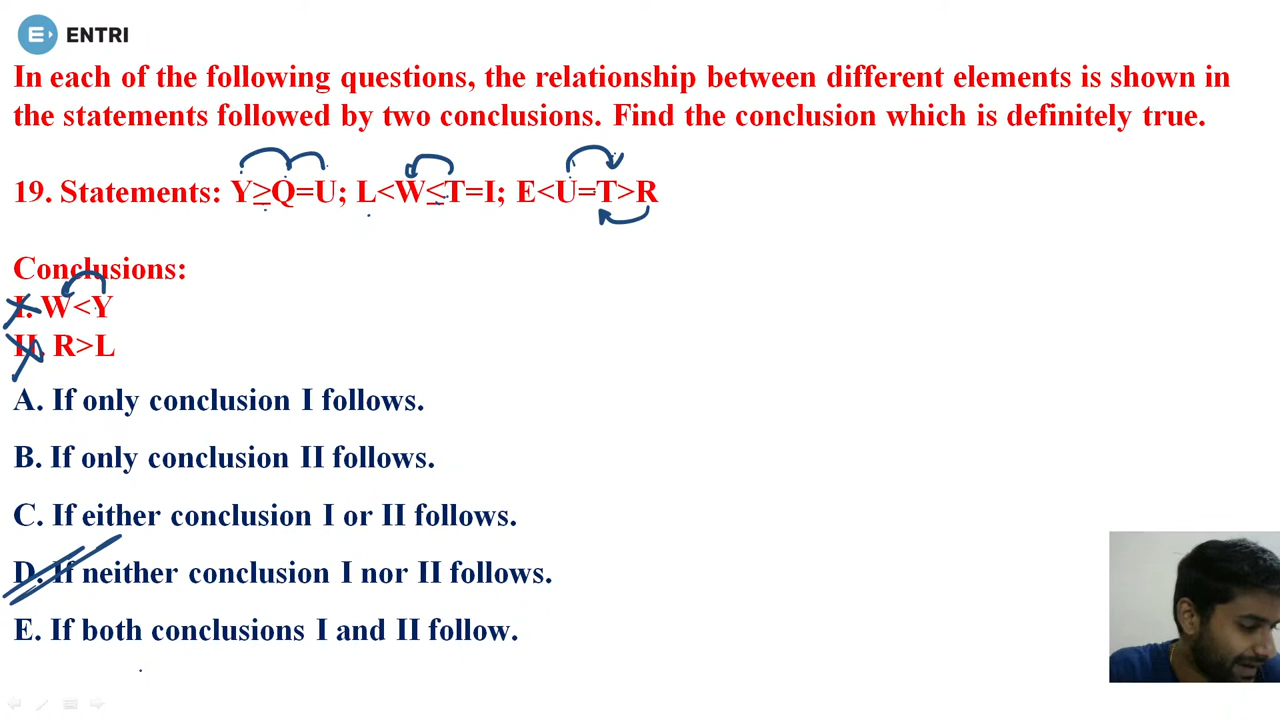 ENTRI
In each of the following questions, the relationship between different elements is shown in
the statements followed by two conclusions. Find the conclusion which is definitely true.
19. Statements: Y≥Q=U; L<W≤T=I; E<U=T>R
Conclusions:
I. W<Y
II. R>L
A. If only conclusion I follows.
B. If only conclusion II follows.
C. If either conclusion I or II follows.
D. If neither conclusion I nor II follows.
E. If both conclusions I and II follow.